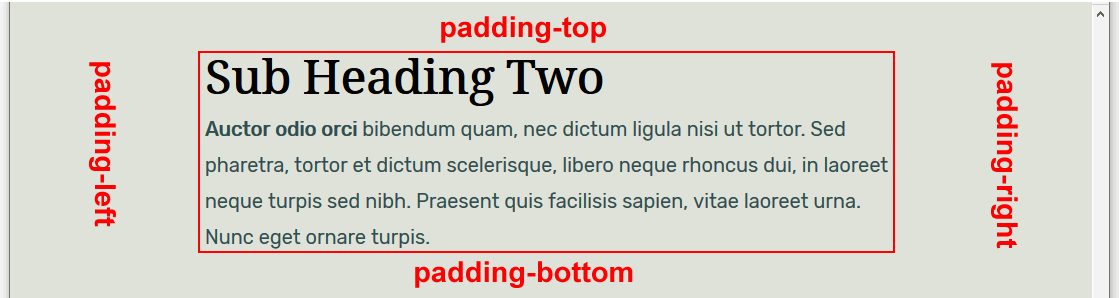 padding-top
Sub Heading Two
padding-left
padding-right
Auctor odio orci bibendum quam, nec dictum ligula nisi ut tortor. Sed
pharetra, tortor et dictum scelerisque, libero neque rhoncus dui, in laoreet
neque turpis sed nibh. Praesent quis facilisis sapien, vitae laoreet urna.
Nunc eget ornare turpis.
padding-bottom